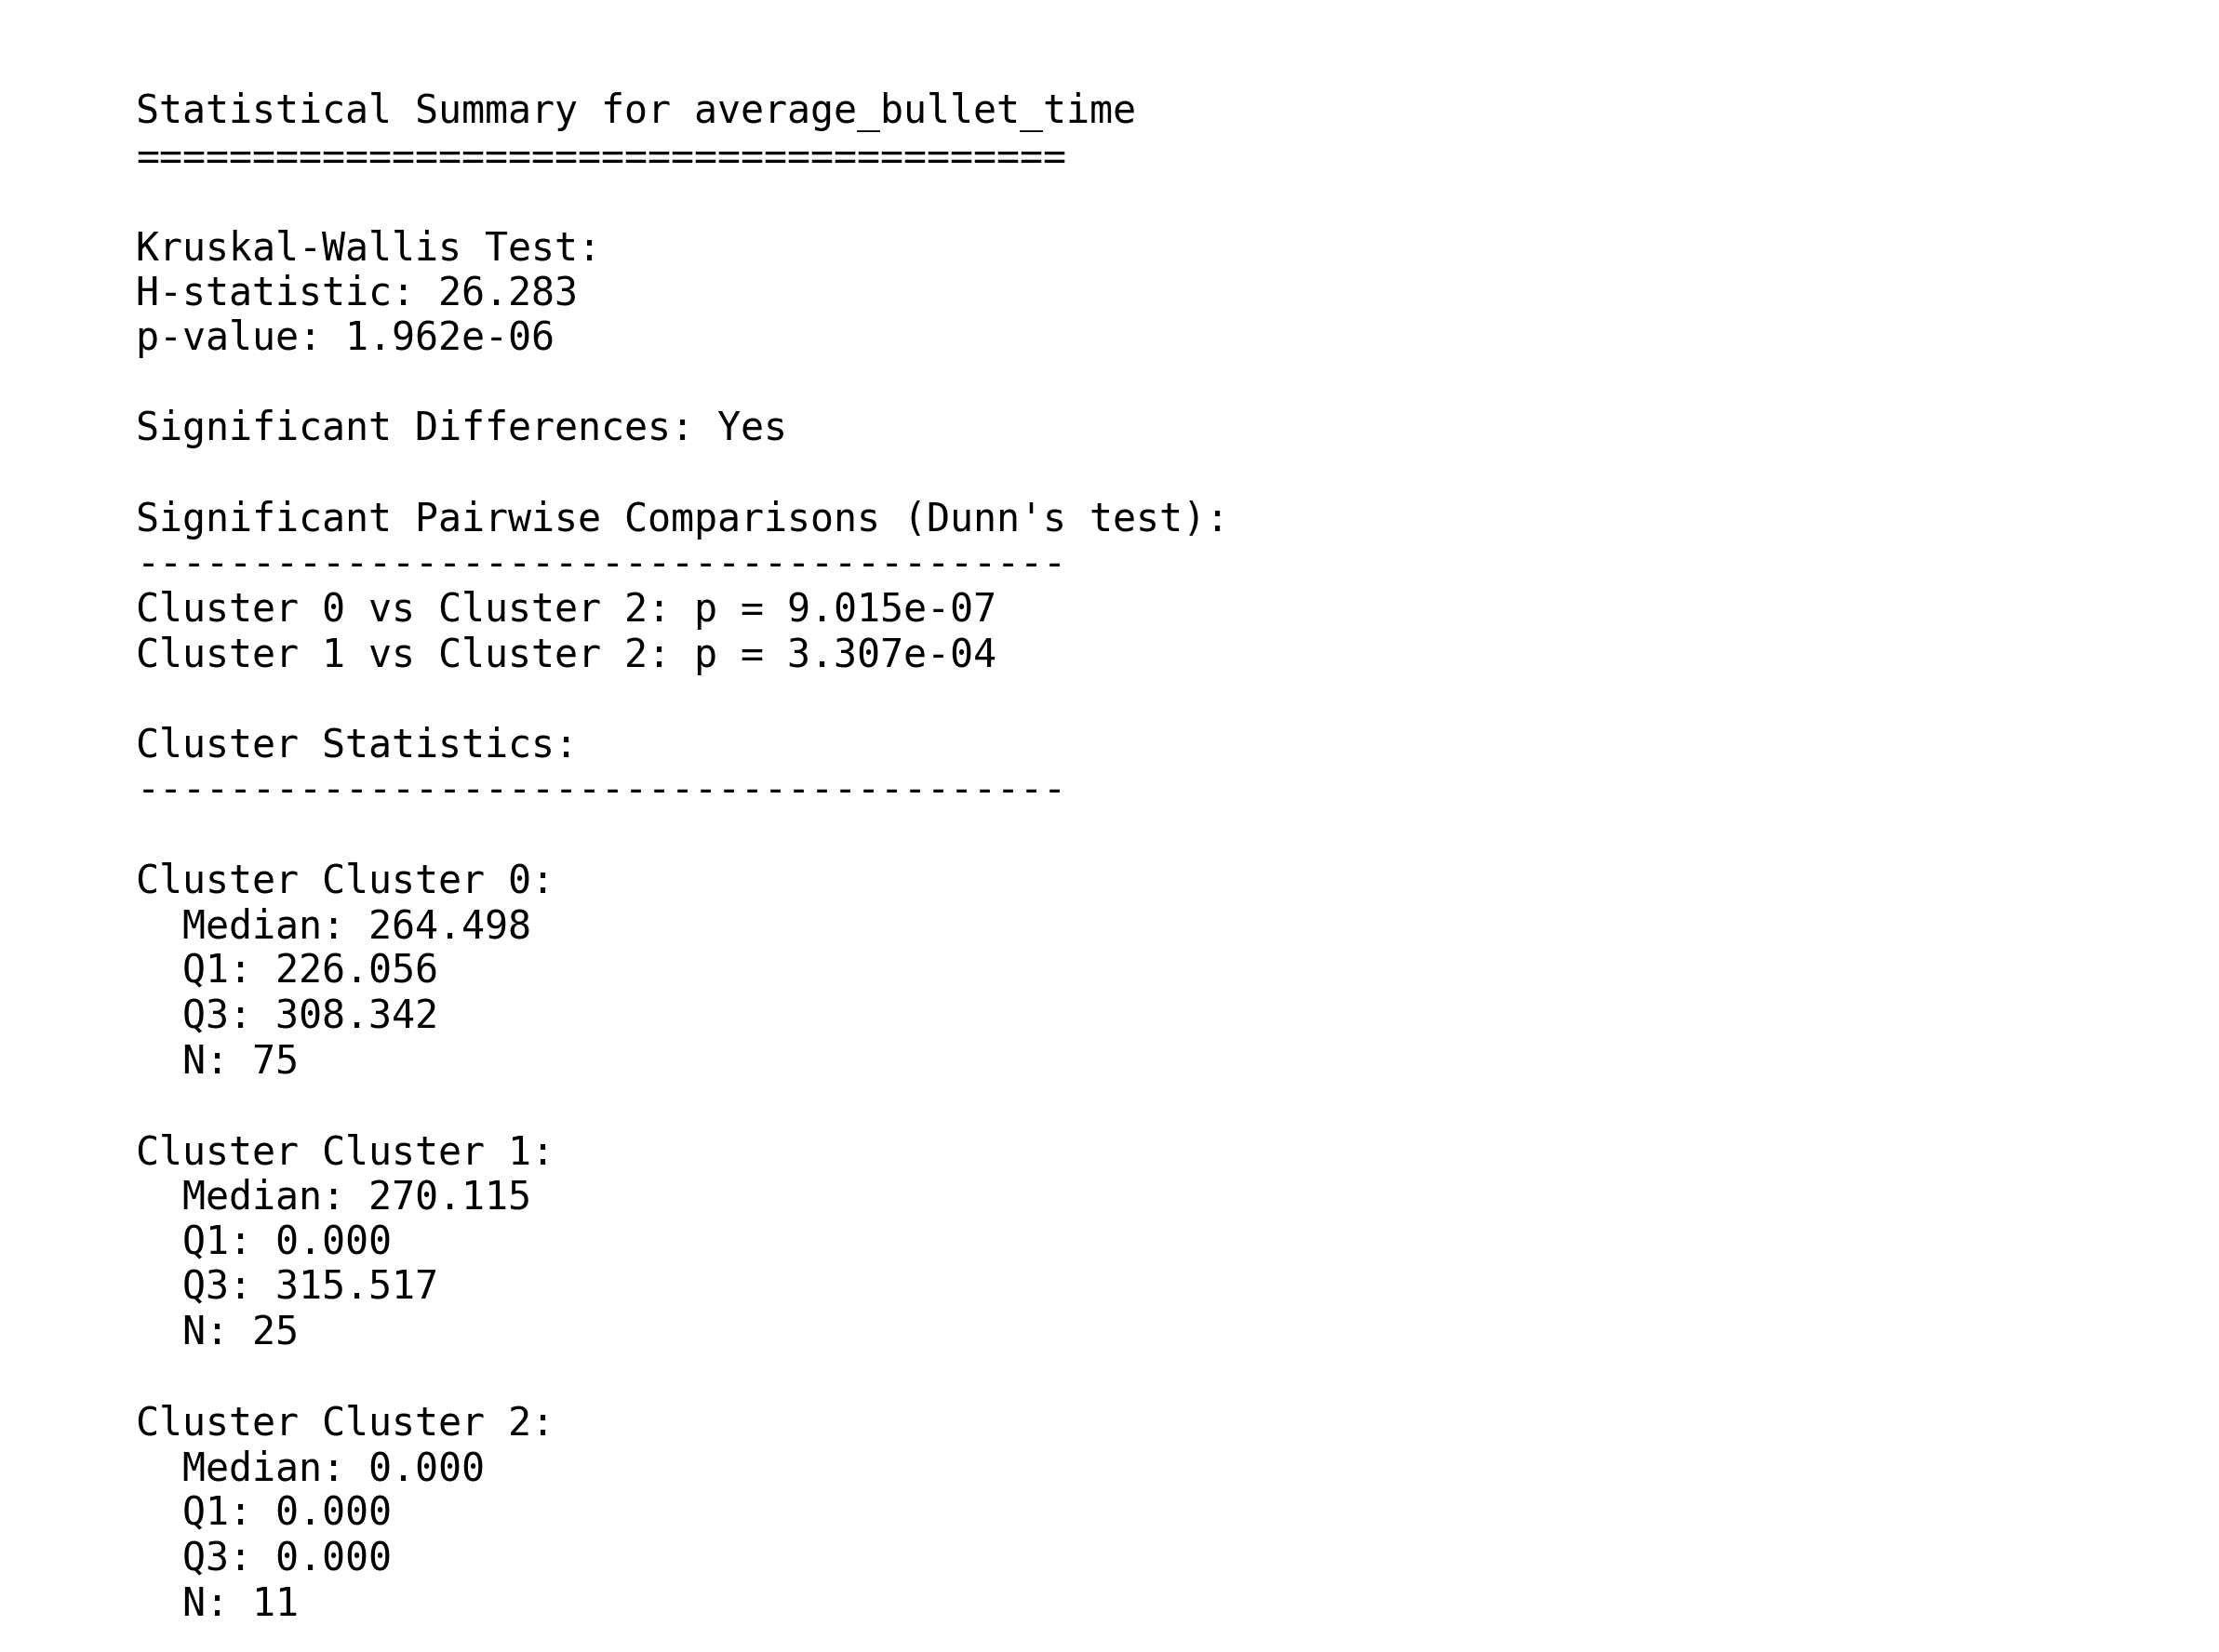 Statistical Summary for average_bullet_time
========================================
Kruskal-Wallis Test:
H-statistic: 26.283
p-value: 1.962e-06
Significant Differences: Yes
Significant Pairwise Comparisons (Dunn's test):
----------------------------------------
Cluster 0 vs Cluster 2: p = 9.015e-07
Cluster 1 vs Cluster 2: p = 3.307e-04
Cluster Statistics:
----------------------------------------
Cluster Cluster 0:
  Median: 264.498
  Q1: 226.056
  Q3: 308.342
  N: 75
Cluster Cluster 1:
  Median: 270.115
  Q1: 0.000
  Q3: 315.517
  N: 25
Cluster Cluster 2:
  Median: 0.000
  Q1: 0.000
  Q3: 0.000
  N: 11